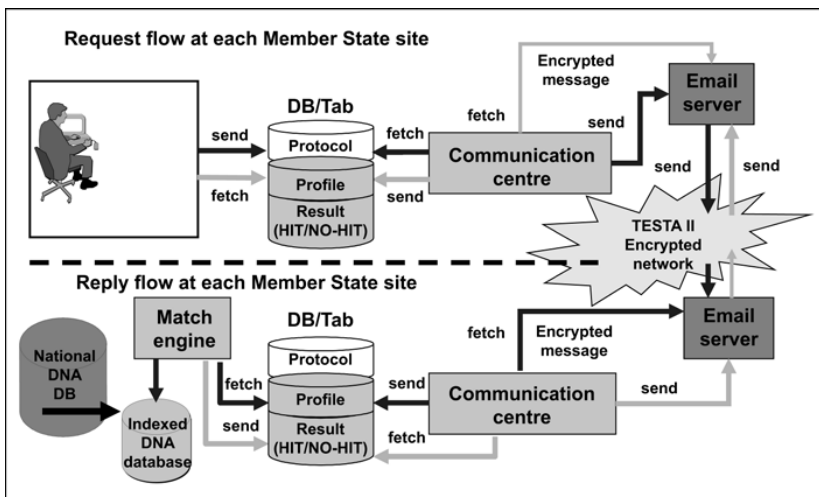 Request flow at each Member State site
Encrypted
message
Email
server
DB/Tab
fetch
send
send
fetch
Protocol
Communication
centre
Profile
fetch
send
Result
(HIT/NO-HIT)
send
send
TESTA II
Encrypted
network
Reply flow at each Member State site
Match
engine
DB/Tab
fetch
Encrypted
message
Email
server
National
DNA
DB
Protocol
fetch
Profile
send
Communication
centre
send
Indexed
DNA
database
send
Result
(HIT/NO-HIT)
fetch